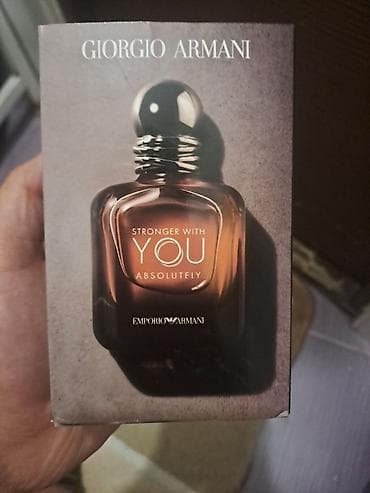 GIORGIO ARMANI
STRONGER WITH
YOU
ABSOLUTELY
EMPORIO ARMANI